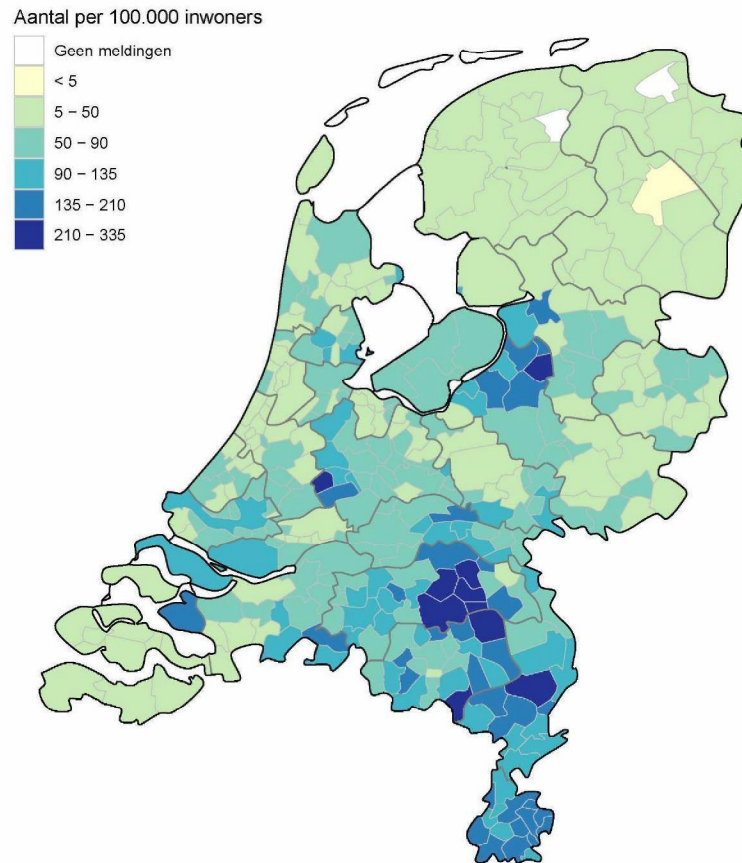 Aantal per 100.000 inwoners
Geen meldingen
< 5
5 – 50
50 – 90
90 – 135
135 – 210
210 – 335